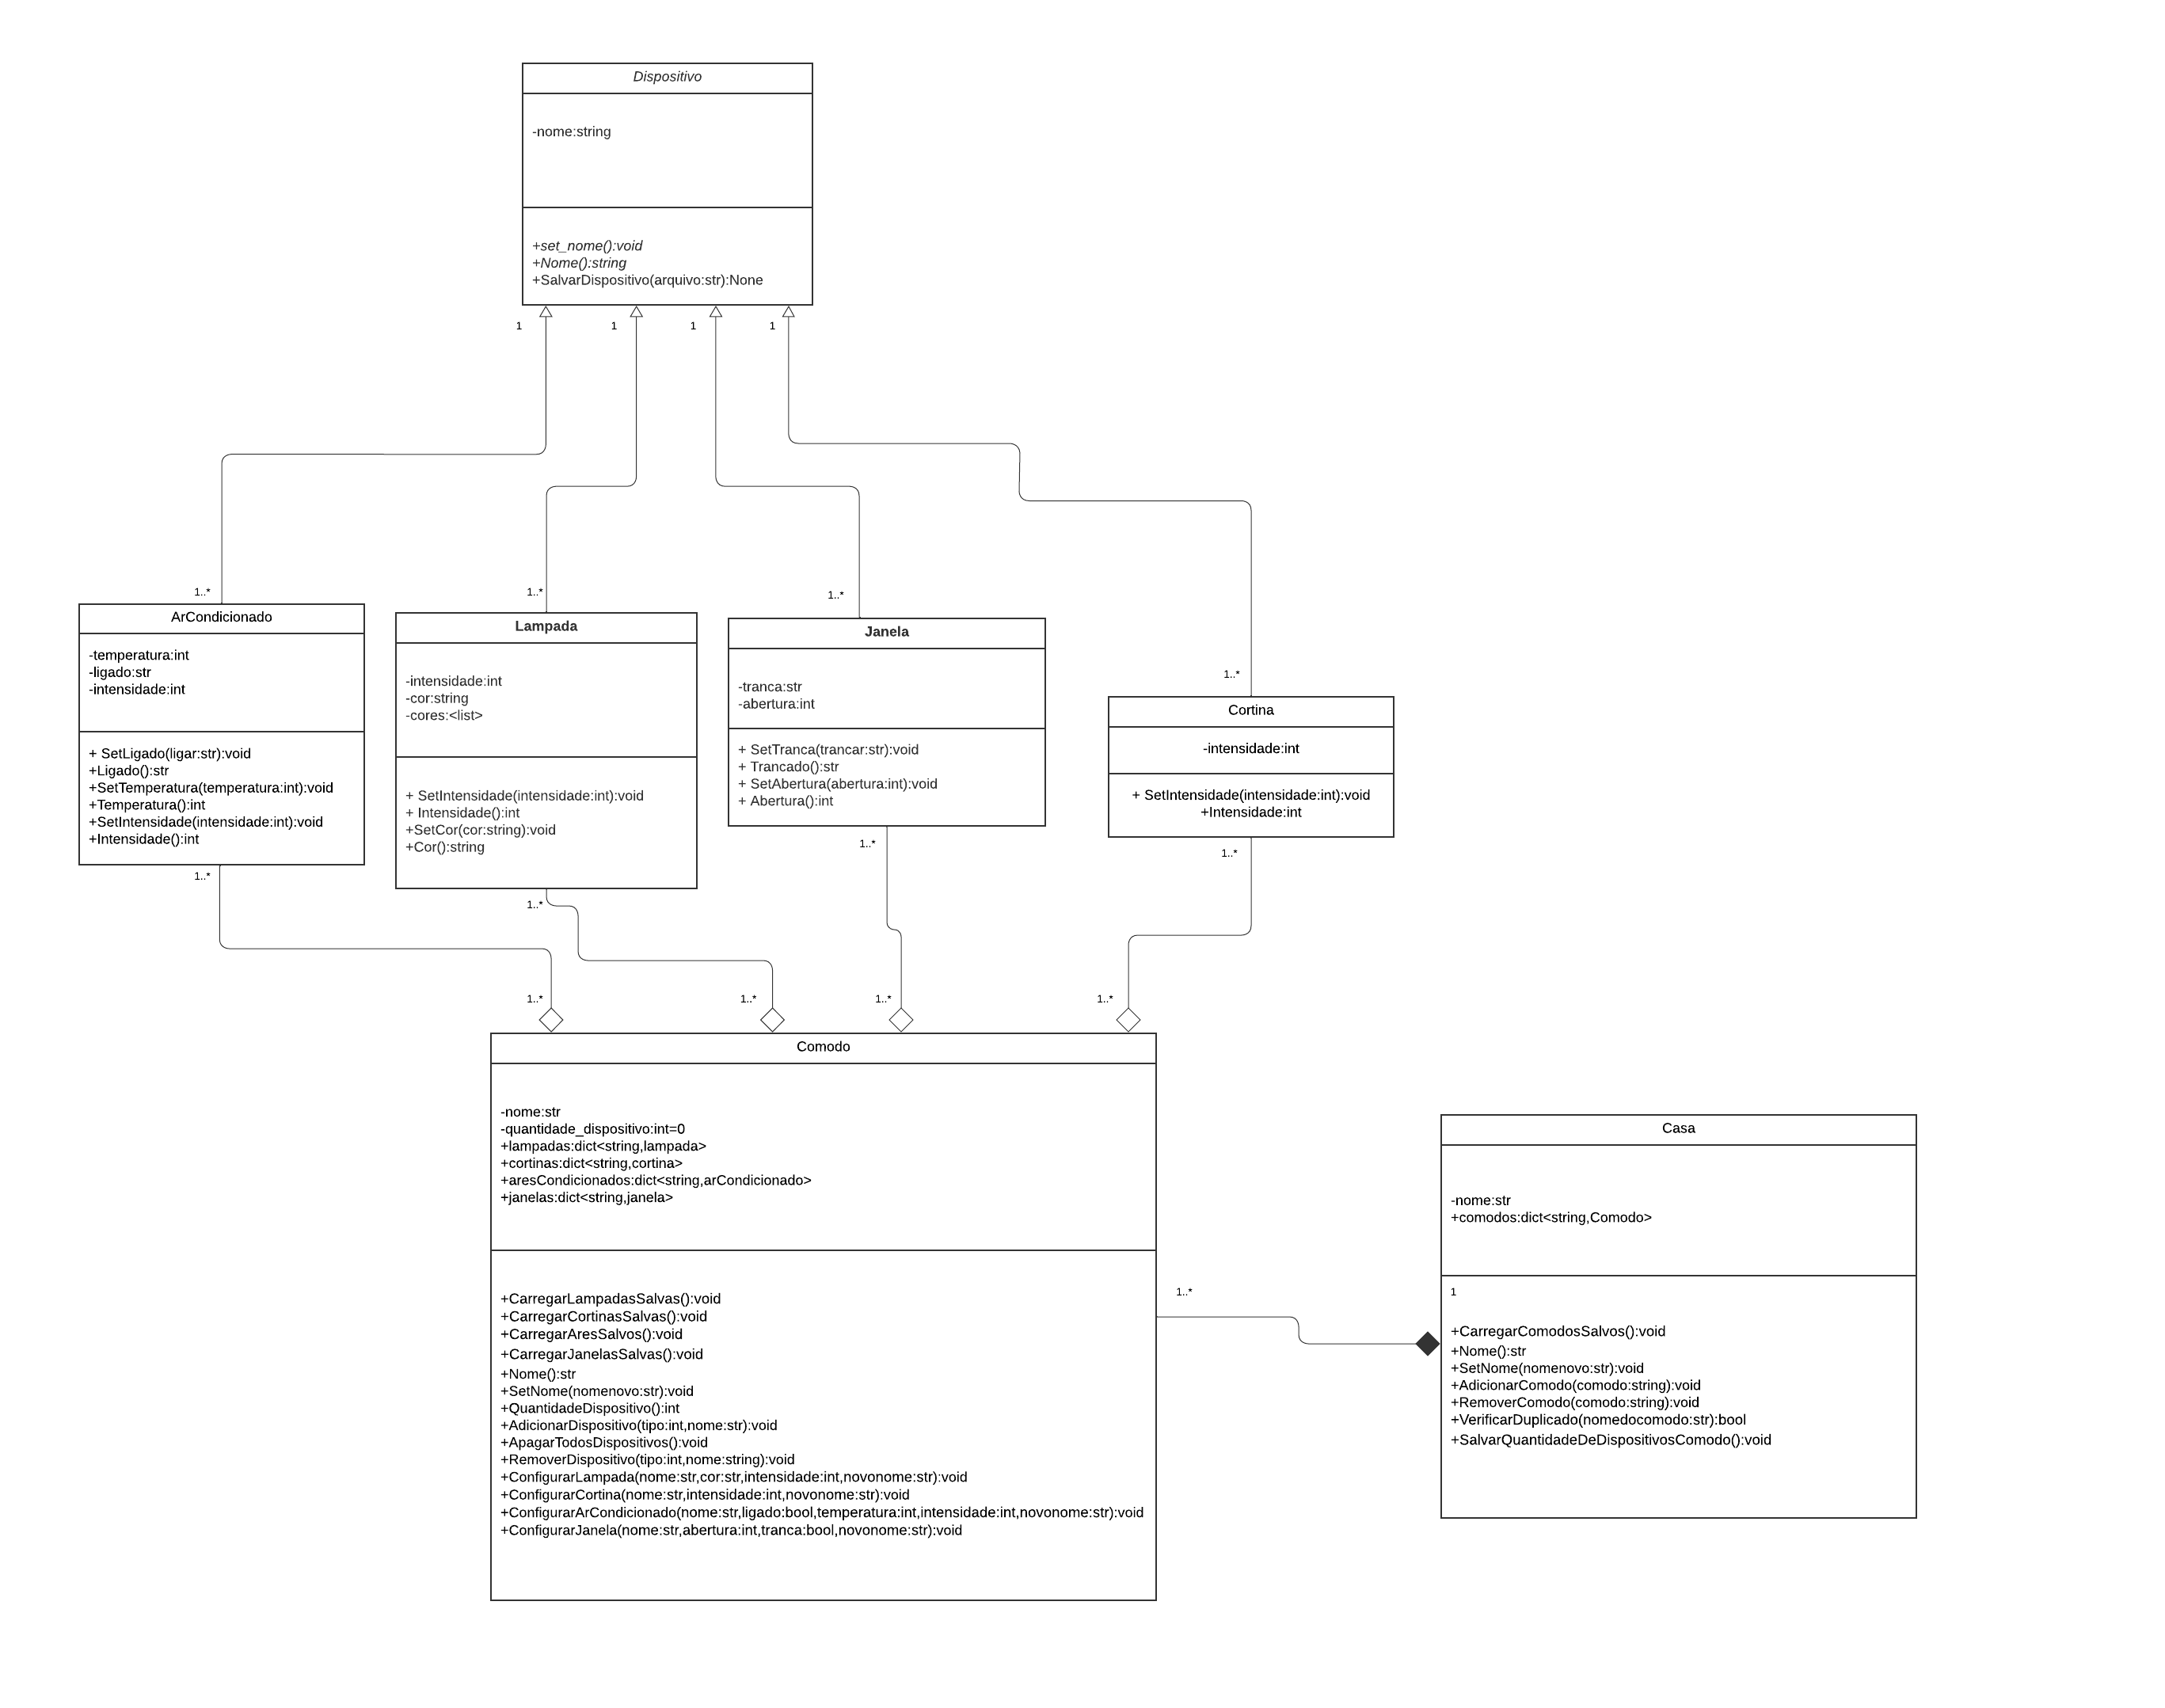 Dispositivo
-nome:string
+set_nome():void
+Nome():string
+SalvarDispositivo(arquivo:str):None
1
1
1
1
1..*
1..*
1..*
1..*
ArCondicionado
-temperatura:int
-ligado:str
-intensidade:int
+ SetLigado(ligar:str):void
+Ligado():str
+SetTemperatura(temperatura:int):void
+Temperatura():int
+SetIntensidade(intensidade:int):void
+Intensidade():int
Lampada
-intensidade:int
-cor:string
-cores:<list>
+ SetIntensidade(intensidade:int):void
+ Intensidade():int
+SetCor(cor:string):void
+Cor():string
Janela
-tranca:str
-abertura:int
+ SetTranca(trancar:str):void
+ Trancado():str
+ SetAbertura(abertura:int):void
+ Abertura():int
Cortina
-intensidade:int
+ SetIntensidade(intensidade:int):void
+Intensidade:int
1..*
1..*
1..*
1..*
1..*
1..*
1..*
1..*
Comodo
-nome:str
-quantidade_dispositivo:int=0
+lampadas:dict<string,lampada>
+cortinas:dict<string,cortina>
+aresCondicionados:dict<string,arCondicionado>
+janelas:dict<string,janela>
+CarregarLampadasSalvas():void
+CarregarCortinasSalvas():void
+CarregarAresSalvos():void
+CarregarJanelasSalvas():void
+Nome():str
+SetNome(nomenovo:str):void
+QuantidadeDispositivo():int
+AdicionarDispositivo(tipo:int,nome:str):void
+ApagarTodosDispositivos():void
+RemoverDispositivo(tipo:int,nome:string):void
+ConfigurarLampada(nome:str,cor:str,intensidade:int,novonome:str):void
+ConfigurarCortina(nome:str,intensidade:int,novonome:str):void
+ConfigurarArCondicionado(nome:str,ligado:bool,temperatura:int,intensidade:int,novonome:str):void
+ConfigurarJanela(nome:str,abertura:int,tranca:bool,novonome:str):void
1..*
Casa
-nome:str
+comodos:dict<string,Comodo>
1
+CarregarComodosSalvos():void
+Nome():str
+SetNome(nomenovo:str):void
+AdicionarComodo(comodo:string):void
+RemoverComodo(comodo:string):void
+VerificarDuplicado(nomedocomodo:str):bool
+SalvarQuantidadeDeDispositivosComodo():void